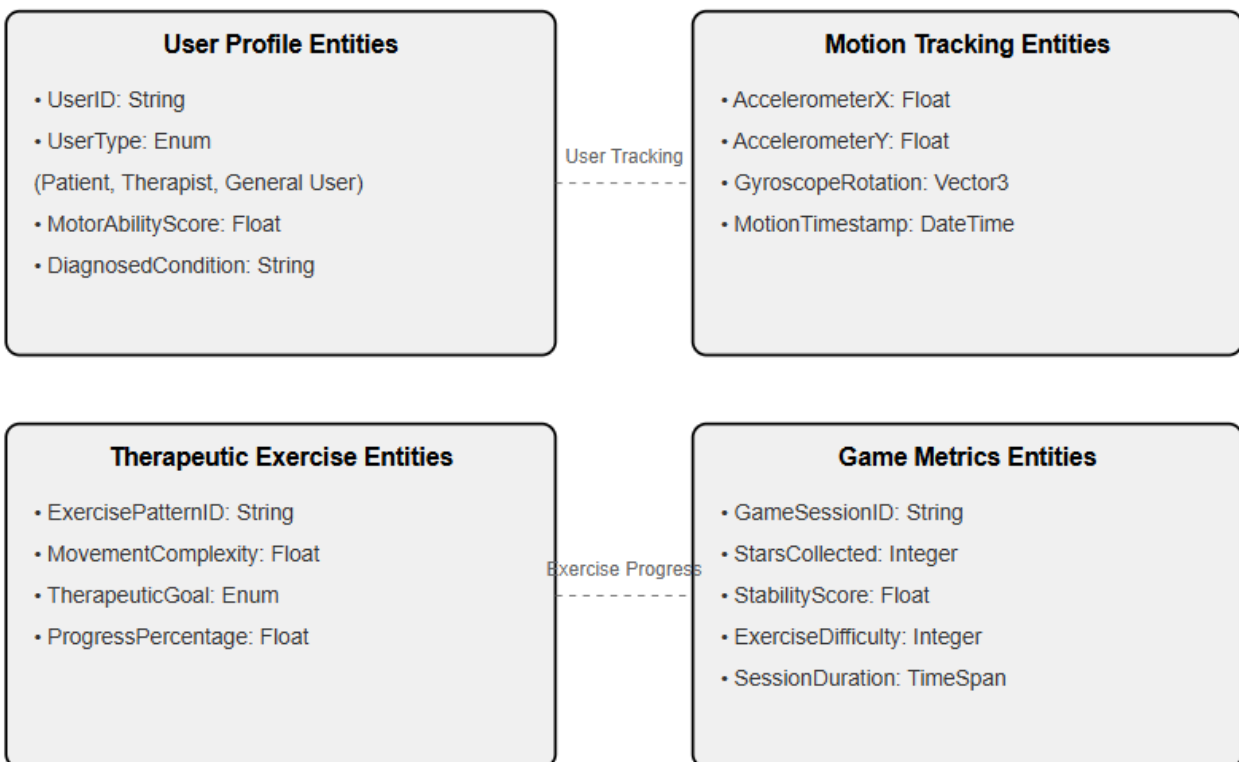 User Profile Entities
• UserID: String
• UserType: Enum
(Patient, Therapist, General User)
• MotorAbilityScore: Float
• DiagnosedCondition: String
User Tracking
Motion Tracking Entities
• AccelerometerX: Float
• AccelerometerY: Float
• GyroscopeRotation: Vector3
• MotionTimestamp: DateTime
Therapeutic Exercise Entities
• ExercisePatternID: String
• MovementComplexity: Float
• TherapeuticGoal: Enum
• ProgressPercentage: Float
Exercise Progress
Game Metrics Entities
• GameSessionID: String
• StarsCollected: Integer
• StabilityScore: Float
• ExerciseDifficulty: Integer
• SessionDuration: TimeSpan